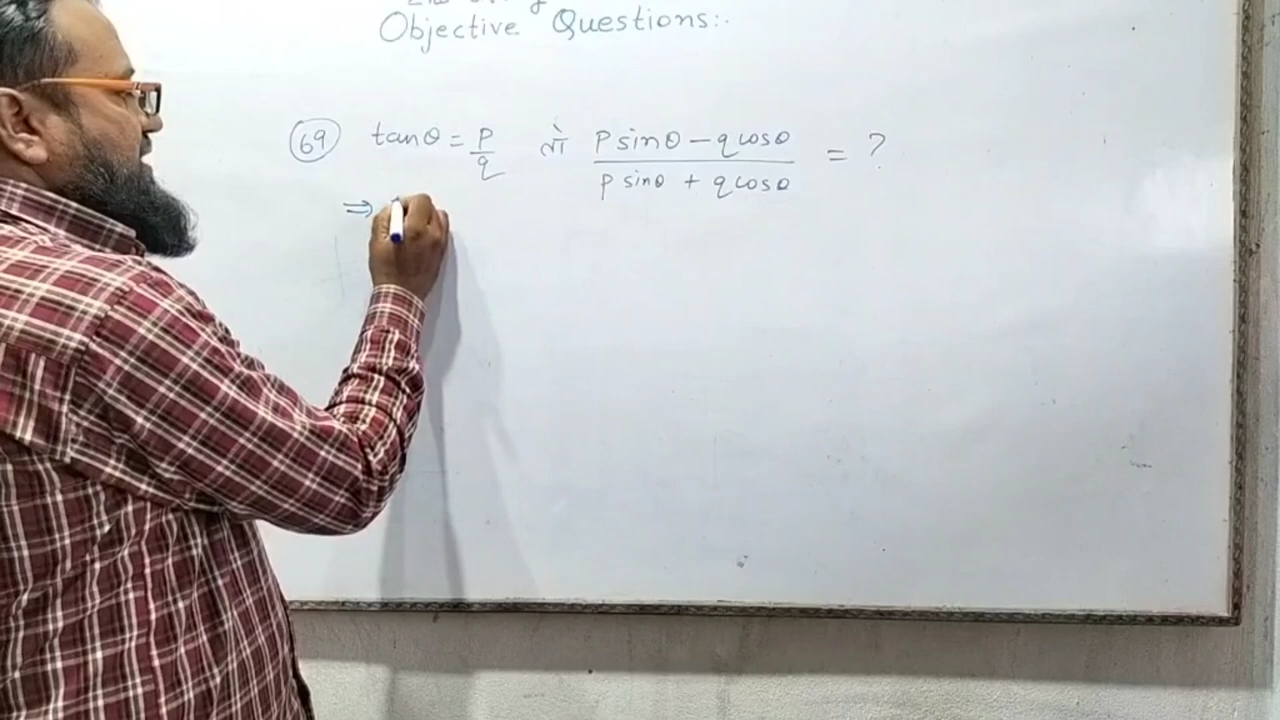 Objective Questions:-
(69) tanθ = p/q तो (p sinθ - q cosθ)/(p sinθ + q cosθ) = ?
⇒